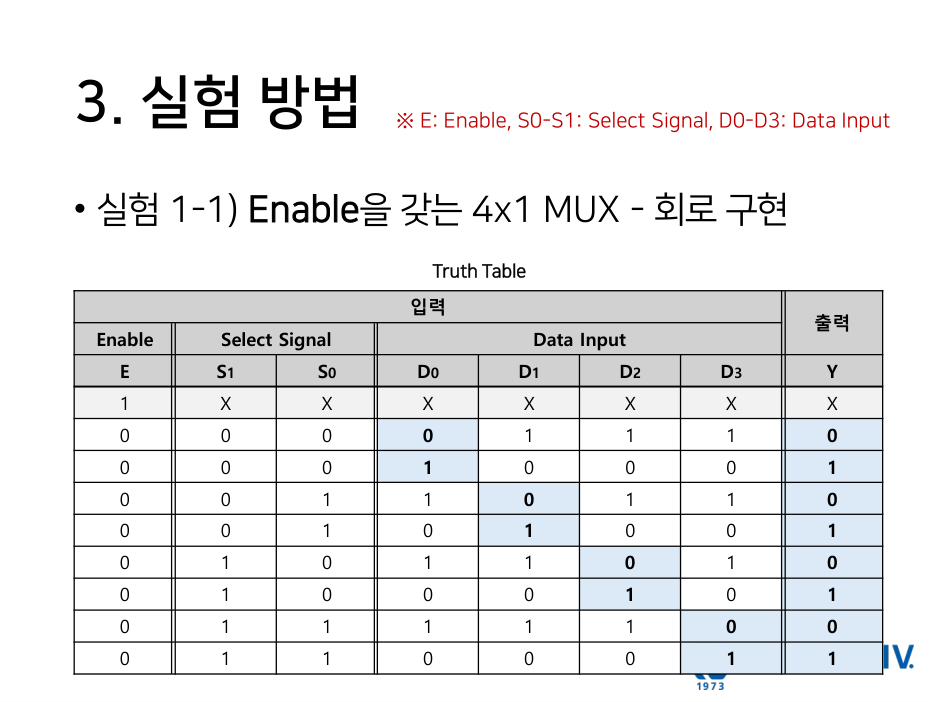 3. 실험 방법
※ E: Enable, S0-S1: Select Signal, D0-D3: Data Input
• 실험 1-1) Enable을 갖는 4x1 MUX - 회로 구현
Truth Table
입력 출력
Enable Select Signal Data Input
E S1 S0 D0 D1 D2 D3 Y
1 X X X X X X X
0 0 0 0 1 1 1 0
0 0 0 1 0 0 0 1
0 0 1 1 0 1 1 0
0 0 1 0 1 0 0 1
0 1 0 1 1 0 1 0
0 1 0 0 0 1 0 1
0 1 1 1 1 1 0 0
0 1 1 0 0 0 1 1
IV.
1973